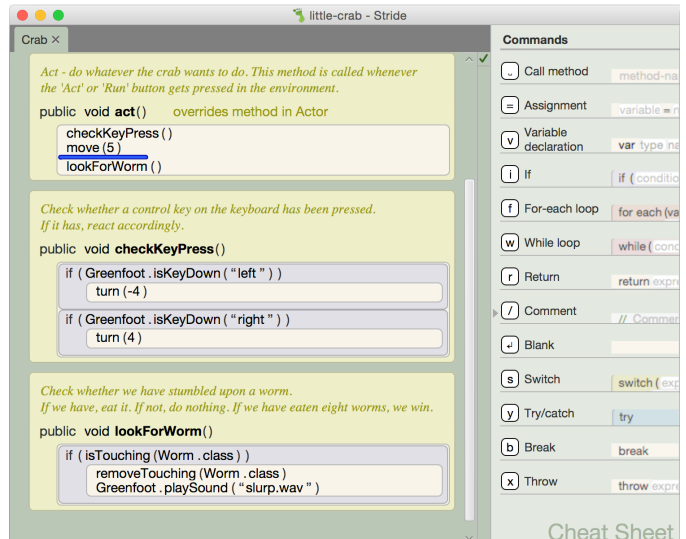 little-crab - Stride
Crab ×
Act - do whatever the crab wants to do. This method is called whenever
the 'Act' or 'Run' button gets pressed in the environment.
public void act() overrides method in Actor
checkKeyPress()
move(5)
lookForWorm()
Check whether a control key on the keyboard has been pressed.
If it has, react accordingly.
public void checkKeyPress()
if (Greenfoot.isKeyDown(“left”))
turn(-4)
if (Greenfoot.isKeyDown(“right”))
turn(4)
Check whether we have stumbled upon a worm.
If we have, eat it. If not, do nothing. If we have eaten eight worms, we win.
public void lookForWorm()
if (isTouching(Worm.class))
removeTouching(Worm.class)
Greenfoot.playSound(“slurp.wav”)
Commands
Call method method-na
= Assignment variable =
v Variable declaration var type na
i If if (conditio
f For-each loop for each (va
w While loop while (cond
r Return return expre
/ Comment // Commen
↵ Blank
s Switch switch (exp
y Try/catch try
b Break break
x Throw throw expre
Cheat Sheet